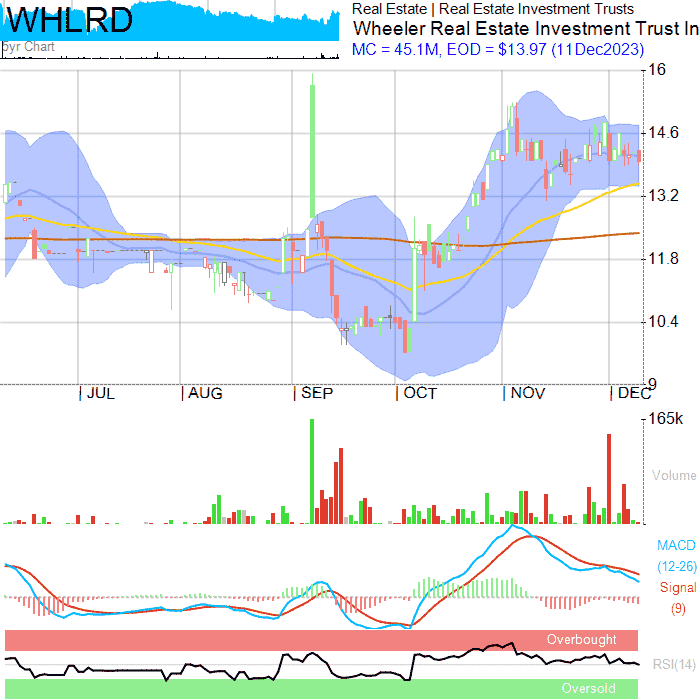 WHLRD
Real Estate | Real Estate Investment Trusts
Wheeler Real Estate Investment Trust In
MC = 45.1M, EOD = $13.97 (11Dec2023)
5yr Chart
16
14.6
13.2
11.8
10.4
9
| JUL
| AUG
| SEP
| OCT
| NOV
| DEC
165k
Volume
MACD
(12-26)
Signal
(9)
Overbought
RSI(14)
Oversold